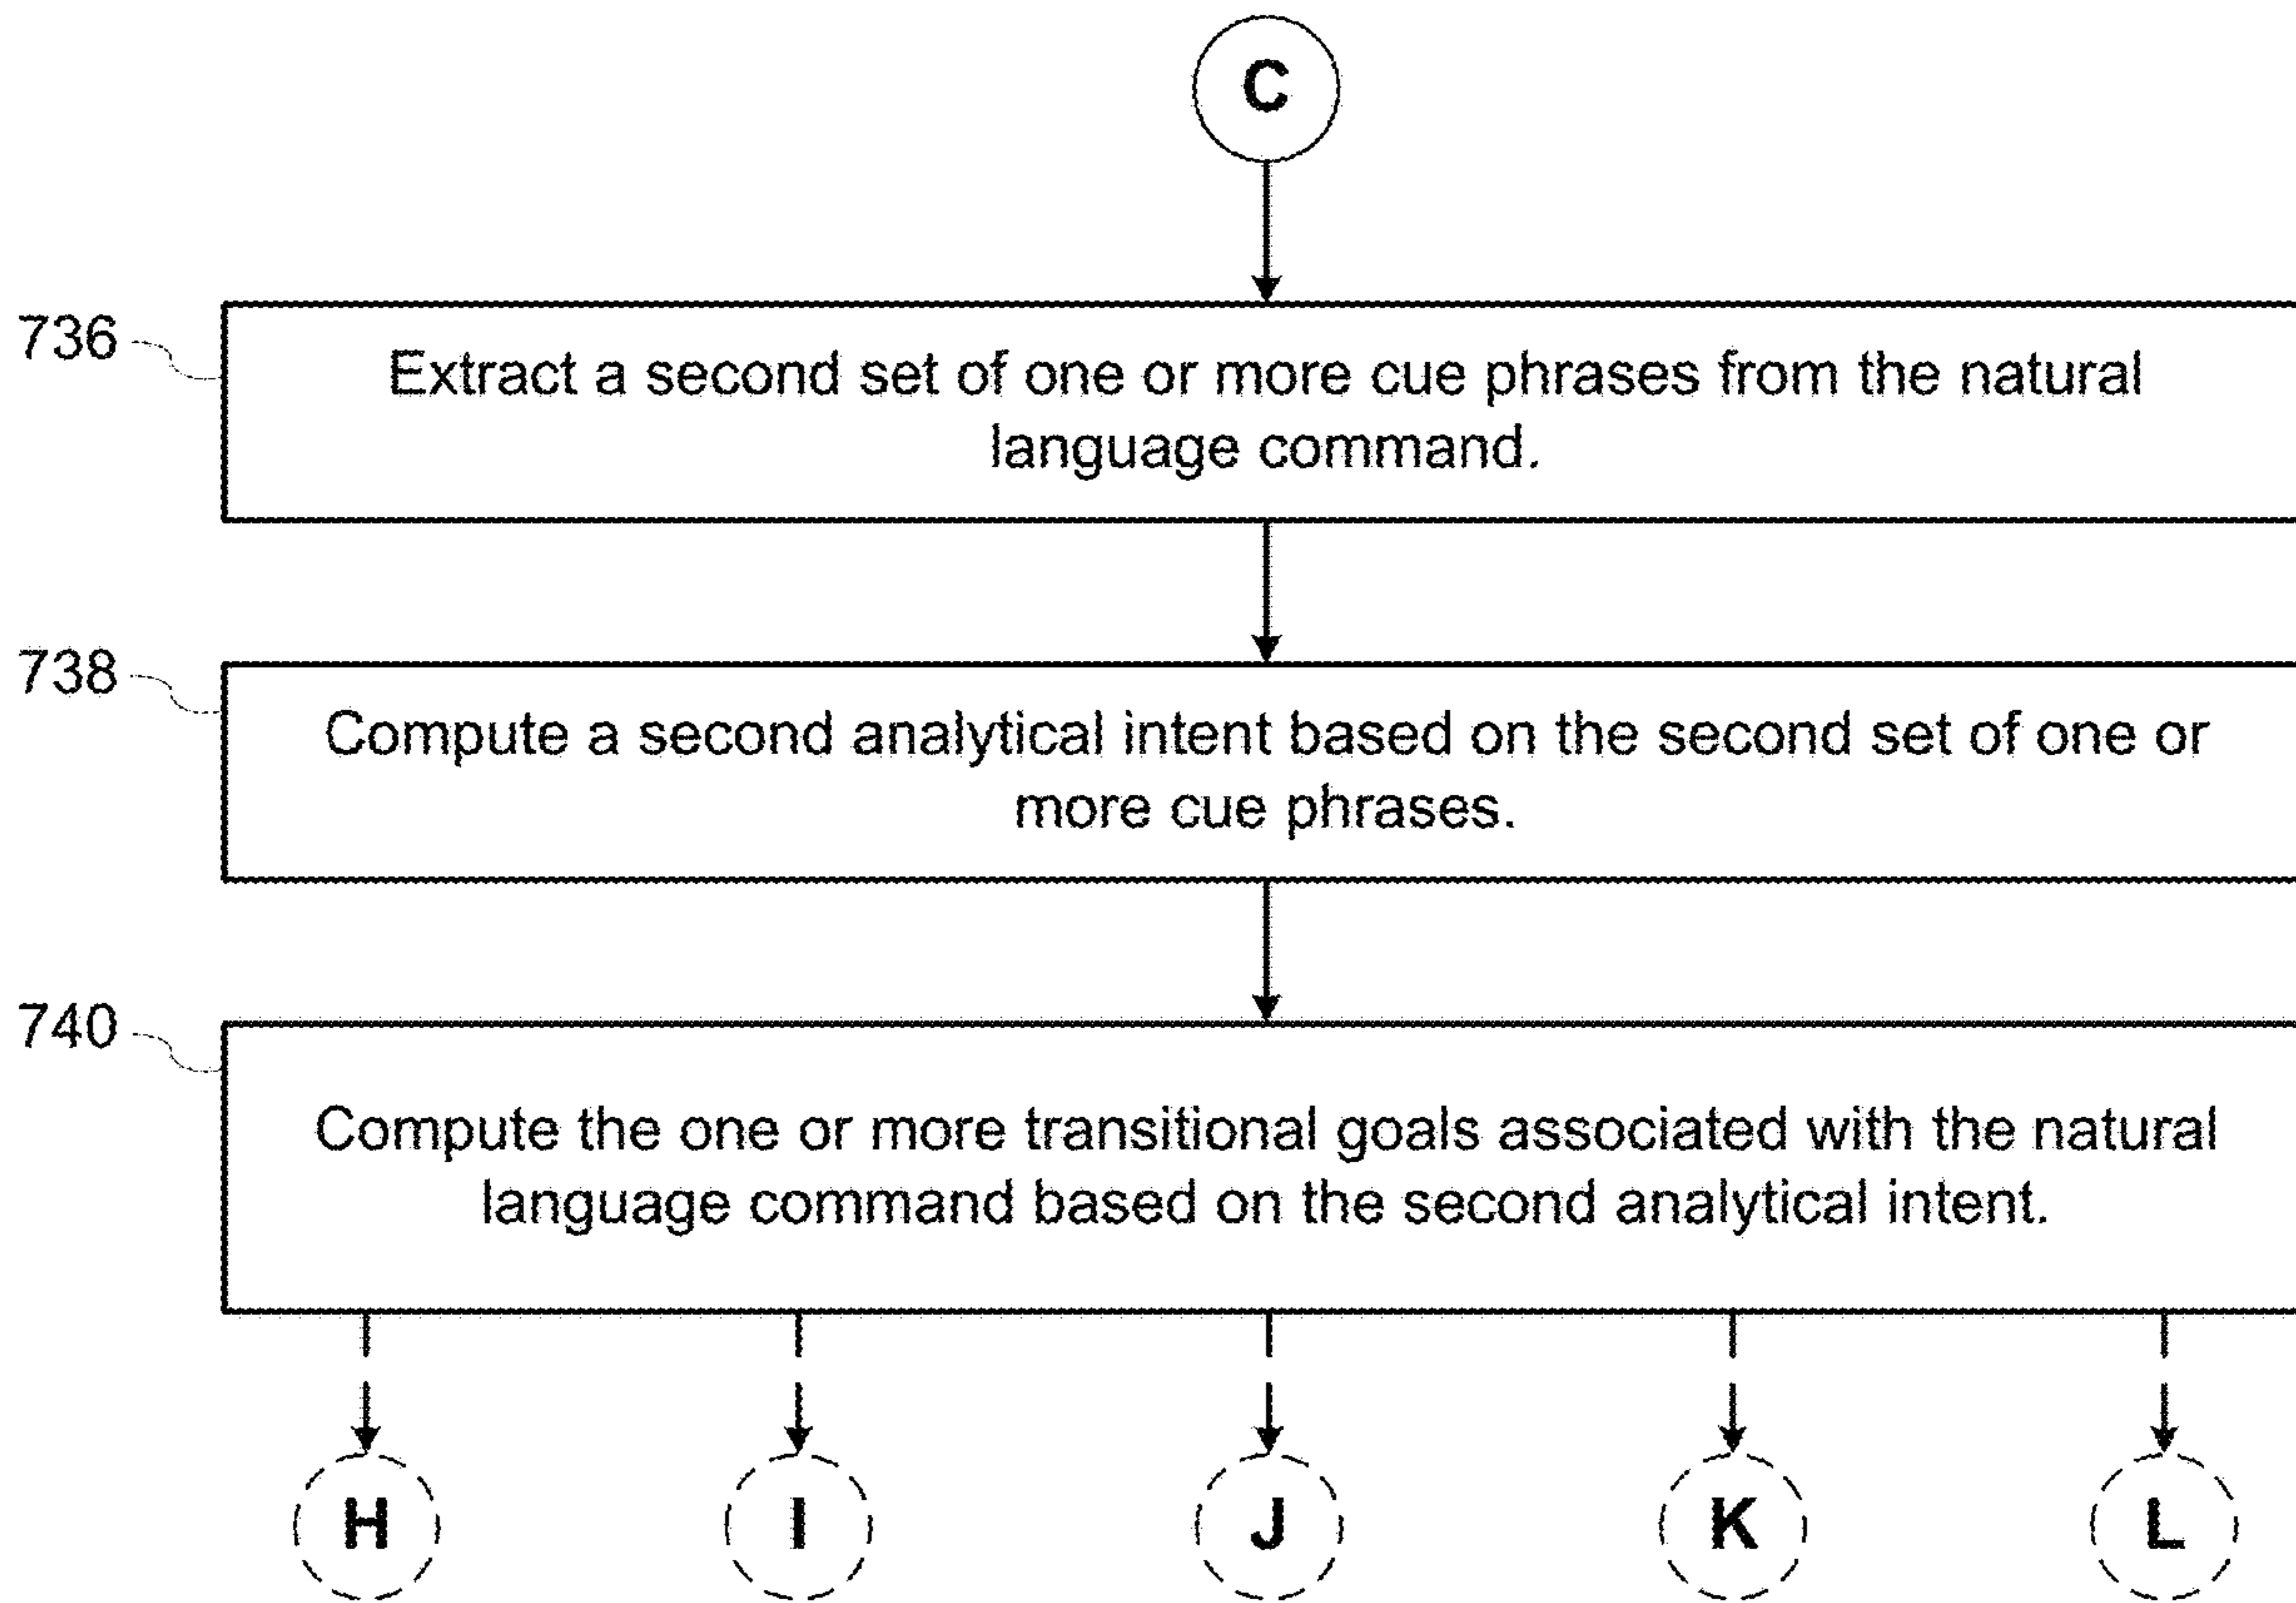 C
736
Extract a second set of one or more cue phrases from the natural
language command.
738
Compute a second analytical intent based on the second set of one or
more cue phrases.
740
Compute the one or more transitional goals associated with the natural
language command based on the second analytical intent.
H I J K L